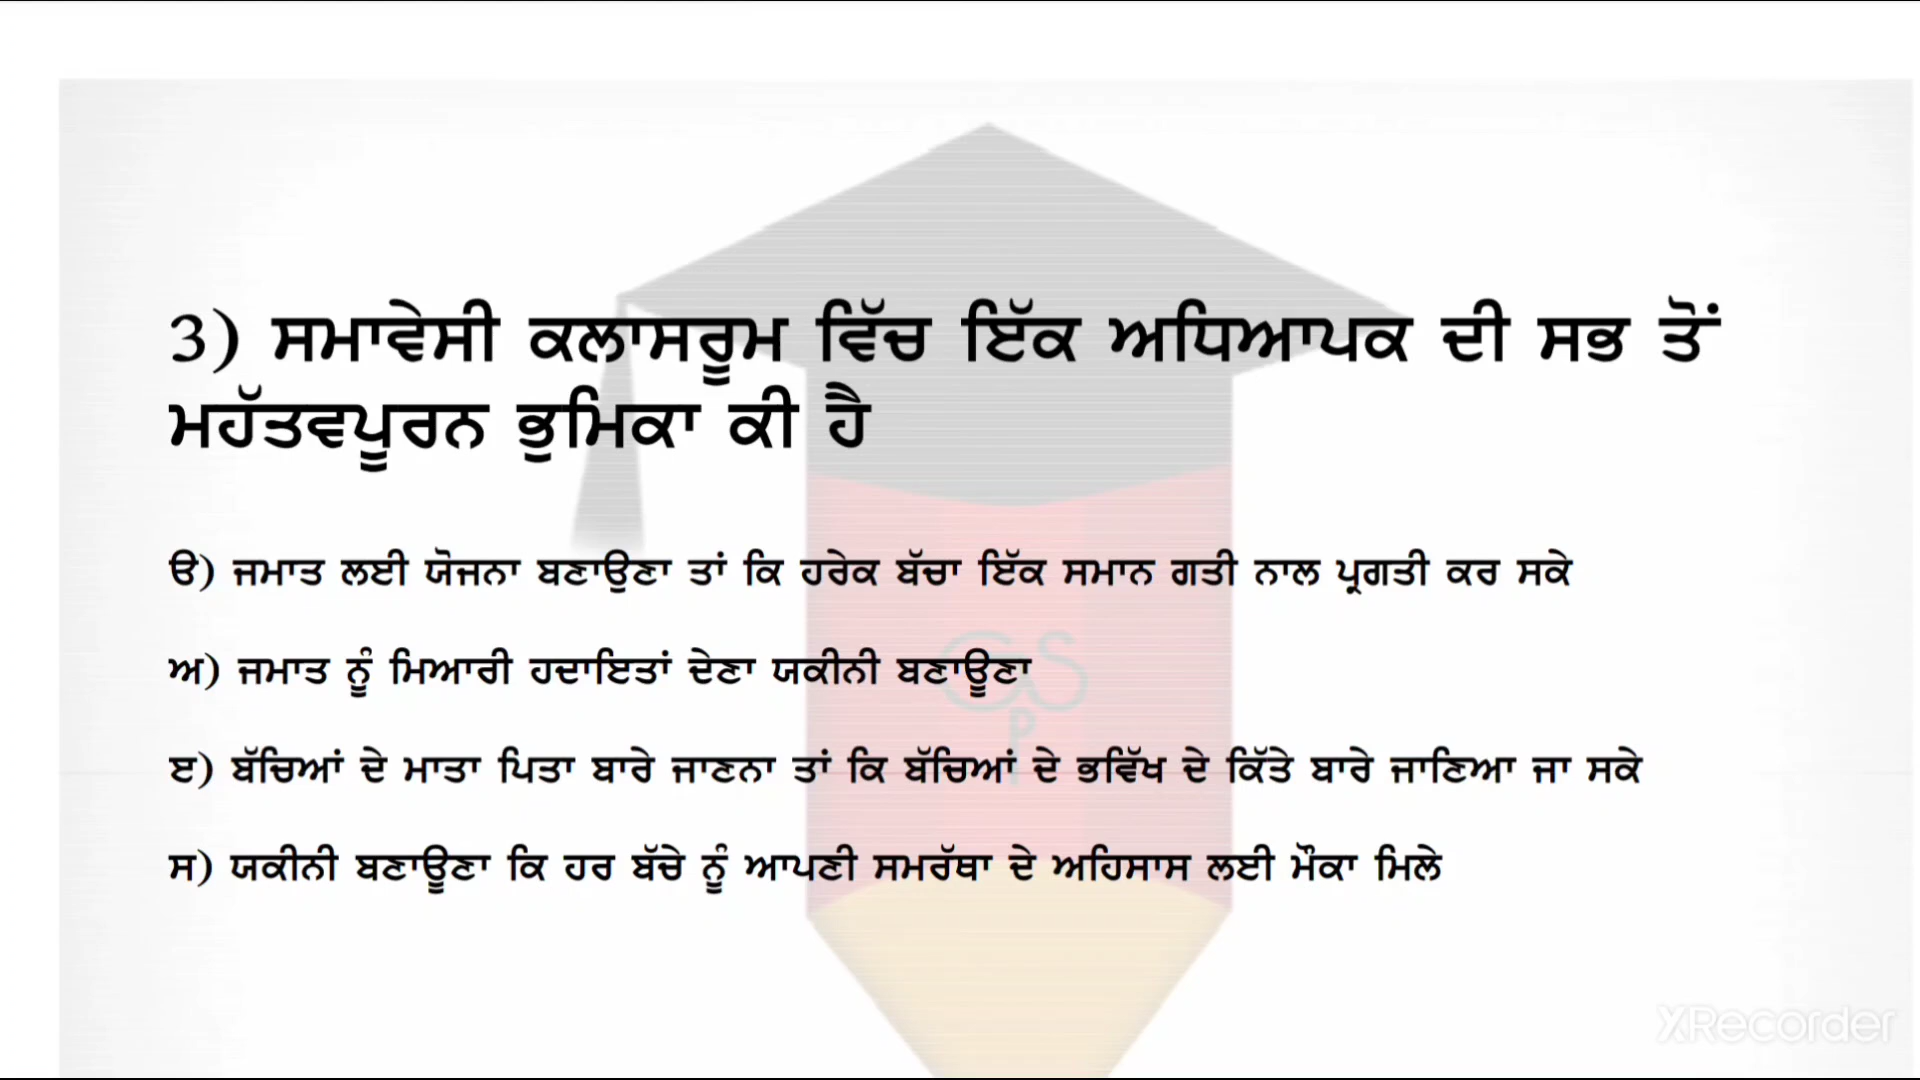 3) ਸਮਾਵੇਸੀ ਕਲਾਸਰੂਮ ਵਿੱਚ ਇੱਕ ਅਧਿਆਪਕ ਦੀ ਸਭ ਤੋਂ
ਮਹੱਤਵਪੂਰਨ ਭੁਮਿਕਾ ਕੀ ਹੈ
ੳ) ਜਮਾਤ ਲਈ ਯੋਜਨਾ ਬਣਾਉਣਾ ਤਾਂ ਕਿ ਹਰੇਕ ਬੱਚਾ ਇੱਕ ਸਮਾਨ ਗਤੀ ਨਾਲ ਪ੍ਰਗਤੀ ਕਰ ਸਕੇ
ਅ) ਜਮਾਤ ਨੂੰ ਮਿਆਰੀ ਹਦਾਇਤਾਂ ਦੇਣਾ ਯਕੀਨੀ ਬਣਾਊਣਾ
ੲ) ਬੱਚਿਆਂ ਦੇ ਮਾਤਾ ਪਿਤਾ ਬਾਰੇ ਜਾਣਨਾ ਤਾਂ ਕਿ ਬੱਚਿਆਂ ਦੇ ਭਵਿੱਖ ਦੇ ਕਿੱਤੇ ਬਾਰੇ ਜਾਣਿਆ ਜਾ ਸਕੇ
ਸ) ਯਕੀਨੀ ਬਣਾਊਣਾ ਕਿ ਹਰ ਬੱਚੇ ਨੂੰ ਆਪਣੀ ਸਮਰੱਥਾ ਦੇ ਅਹਿਸਾਸ ਲਈ ਮੌਕਾ ਮਿਲੇ
XRecorder